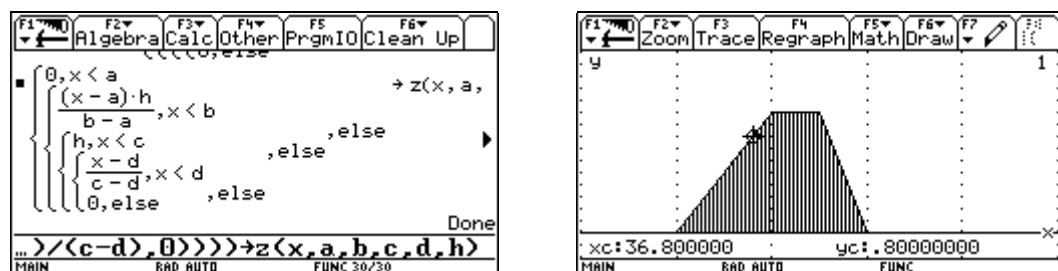 F1 F2 F3 F4 F5 F6
Algebra Calc Other PrgmIO Clean Up
0,else
0,x < a → z(x,a,
(x - a)·h
b - a ,x < b
h,x < c ,else
x - d ,else
c - d ,x < d
0,else ,else
Done
…)/(c-d),0))))→z(x,a,b,c,d,h)
MAIN RAD AUTO FUNC 30/30
F1 F2 F3 F4 F5 F6 F7
Zoom Trace Regraph Math Draw
y 1
x
xc:36.800000 yc:.80000000
MAIN RAD AUTO FUNC